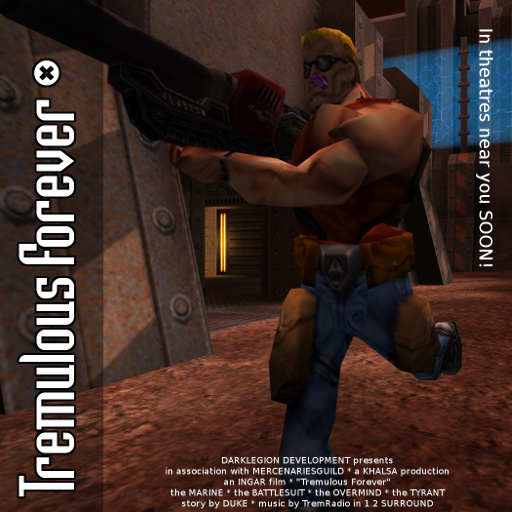 Tremulous Forever
In theatres near you SOON!
DARKLEGION DEVELOPMENT presents
in association with MERCENARIESGUILD * a KHALSA production
an INGAR film * "Tremulous Forever"
the MARINE * the BATTLESUIT * the OVERMIND * the TYRANT
story by DUKE * music by TremRadio in 1.2 SURROUND